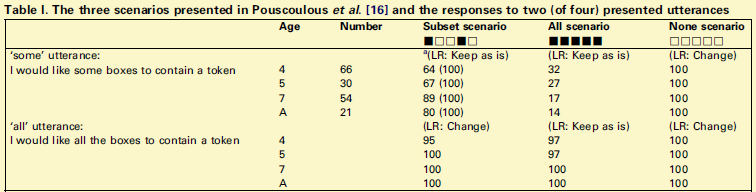 Table I. The three scenarios presented in Pouscoulous et al. [16] and the responses to two (of four) presented utterances
Age Number Subset scenario All scenario None scenario
'some' utterance: a(LR: Keep as is) (LR: Keep as is) (LR: Change)
I would like some boxes to contain a token 4 66 64 (100) 32 100
5 30 67 (100) 27 100
7 54 89 (100) 17 100
A 21 80 (100) 14 100
'all' utterance: (LR: Change) (LR: Keep as is) (LR: Change)
I would like all the boxes to contain a token 4 95 97 100
5 100 97 100
7 100 100 100
A 100 100 100